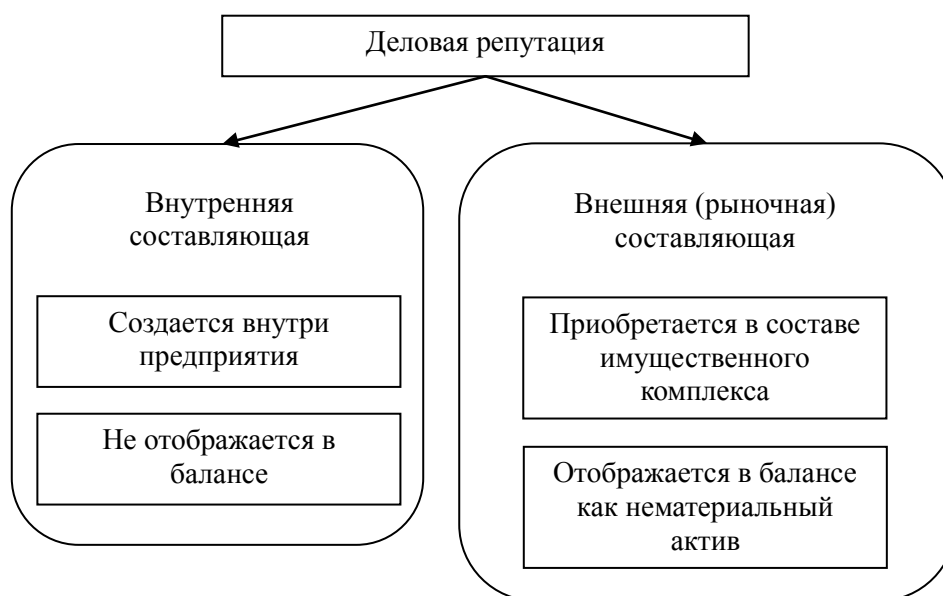 Деловая репутация
Внутренняя
составляющая
Создается внутри
предприятия
Не отображается в
балансе
Внешняя (рыночная)
составляющая
Приобретается в составе
имущественного
комплекса
Отображается в балансе
как нематериальный
актив